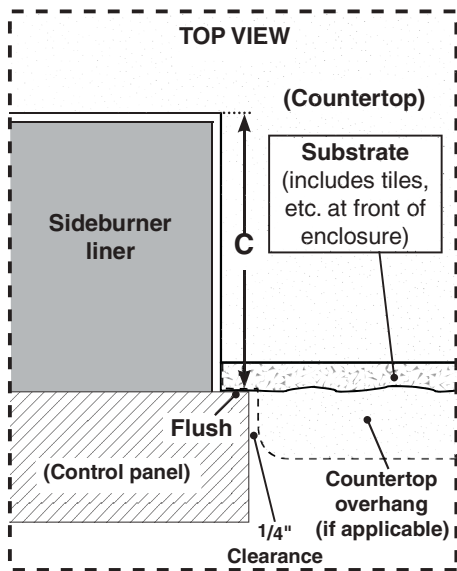 TOP VIEW
(Countertop)
Substrate
(includes tiles,
etc. at front of
enclosure)
Sideburner
liner
C
Flush
(Control panel)
1/4"
Clearance
Countertop
overhang
(if applicable)